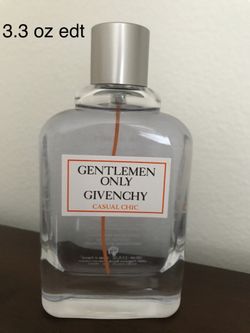 3.3 oz edt
GENTLEMEN
ONLY
GIVENCHY
CASUAL CHIC